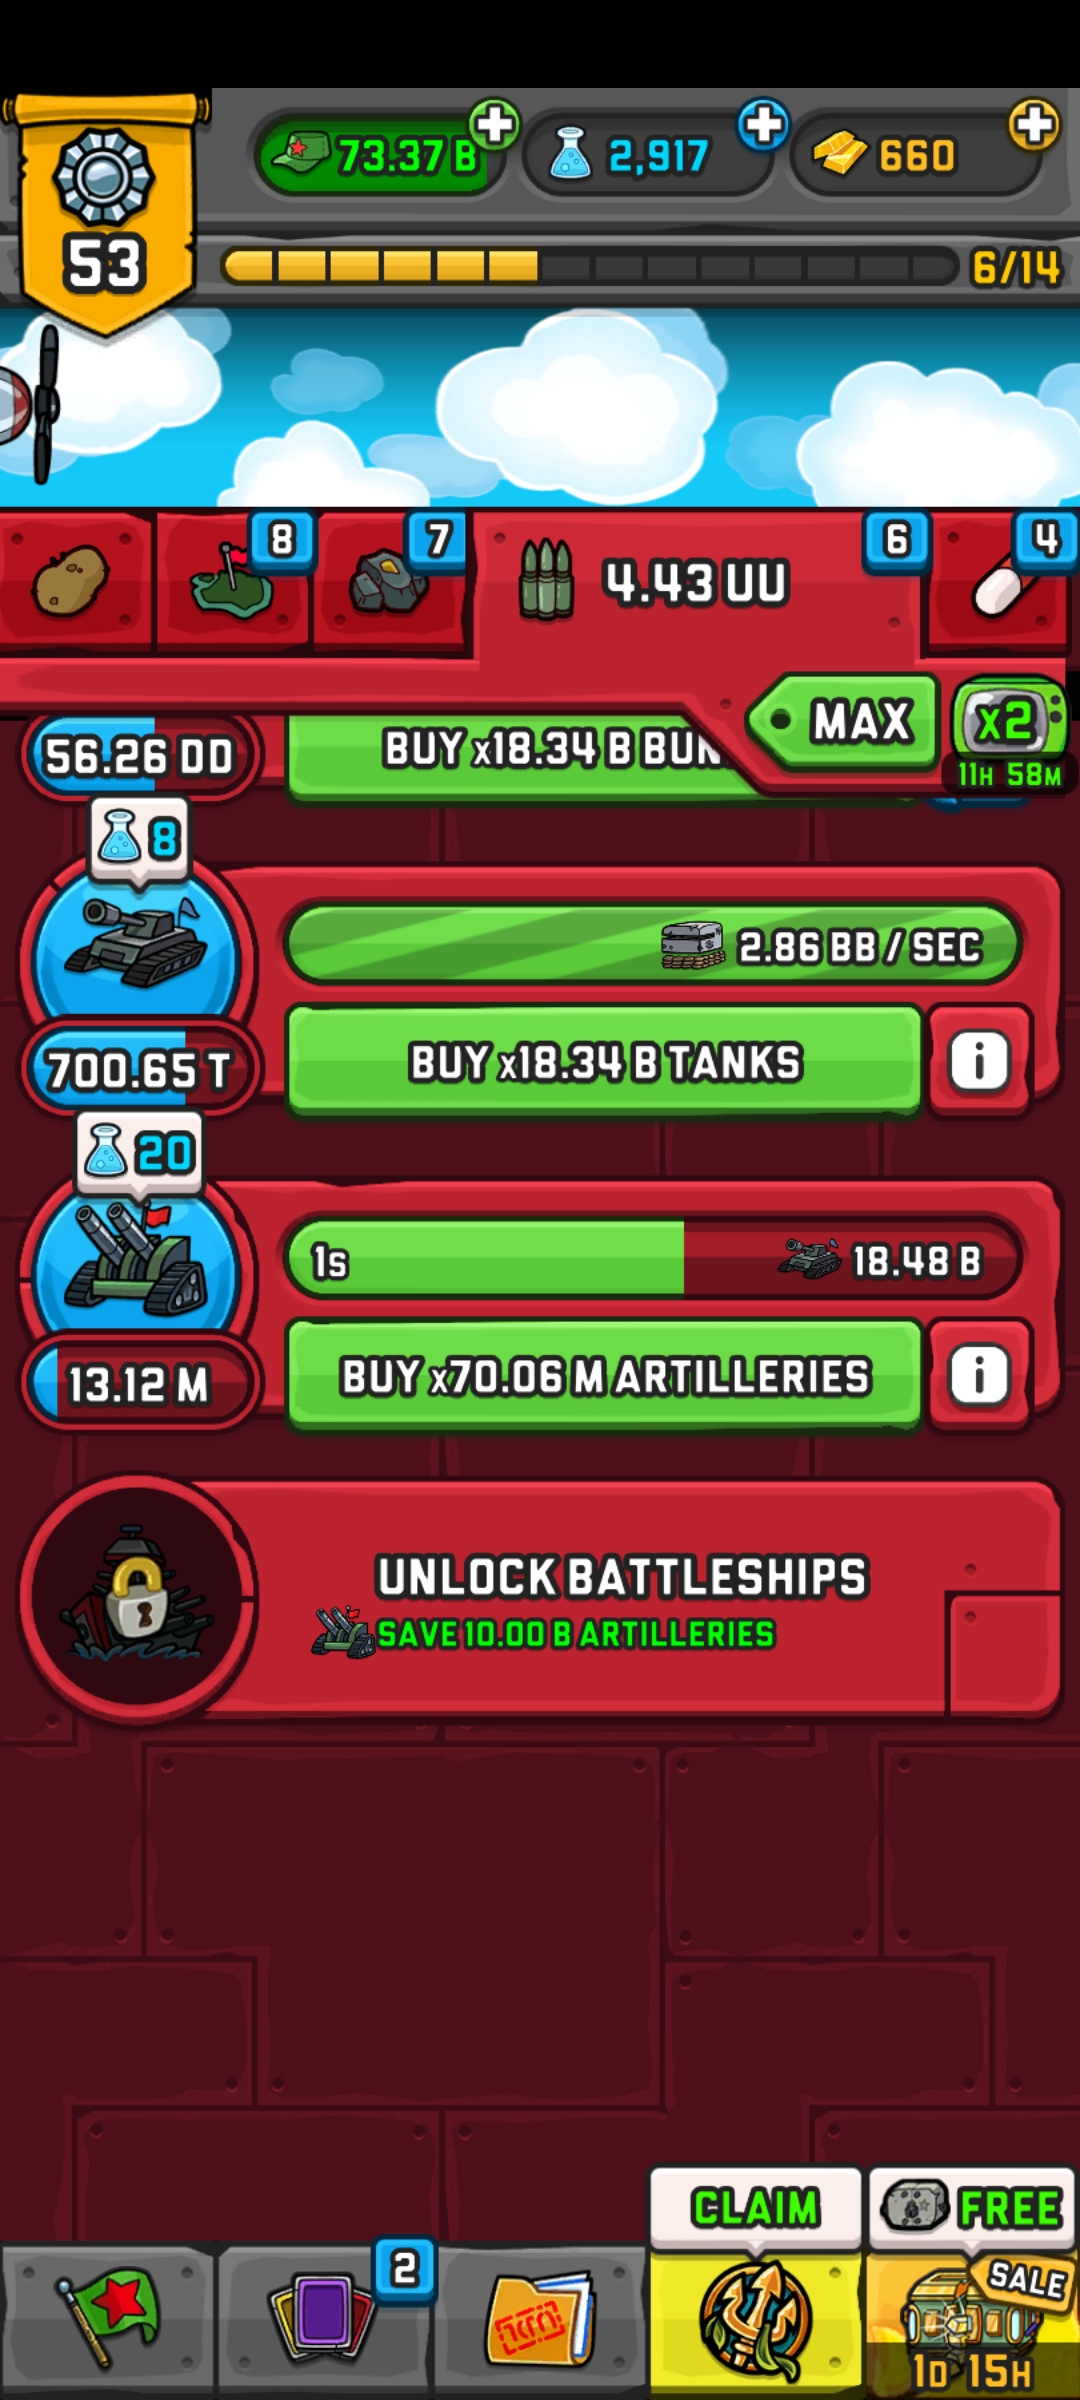 73.37 B
2,917
660
53
6/14
8
7
4.43 UU
6
4
MAX
x2
11H 58M
56.26 DD
BUY x18.34 B BUN
8
2.86 BB / SEC
700.65 T
BUY x18.34 B TANKS
i
20
1s
18.48 B
13.12 M
BUY x70.06 M ARTILLERIES
i
UNLOCK BATTLESHIPS
SAVE 10.00 B ARTILLERIES
CLAIM
FREE
2
SALE
1D 15H